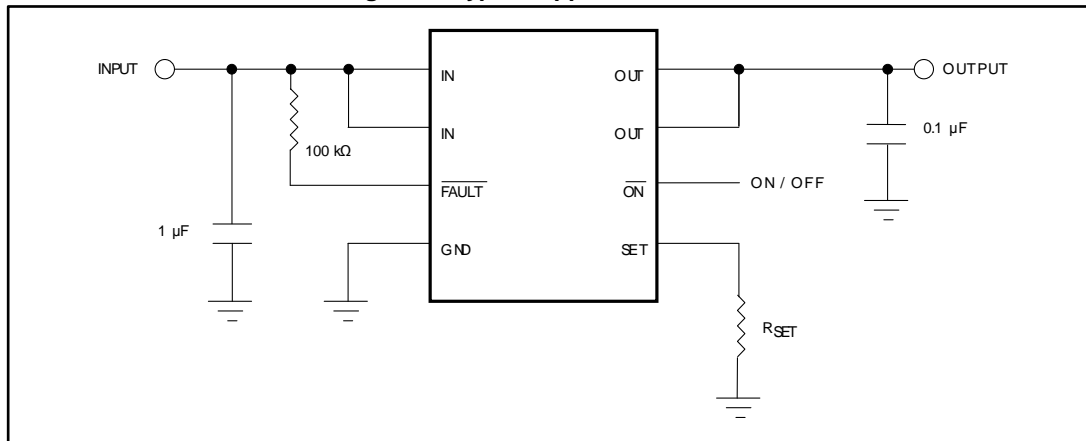 INPUT
IN
OUT
OUTPUT
IN
OUT
0.1 µF
100 kΩ
FAULT
ON
ON / OFF
1 µF
GND
SET
RSET